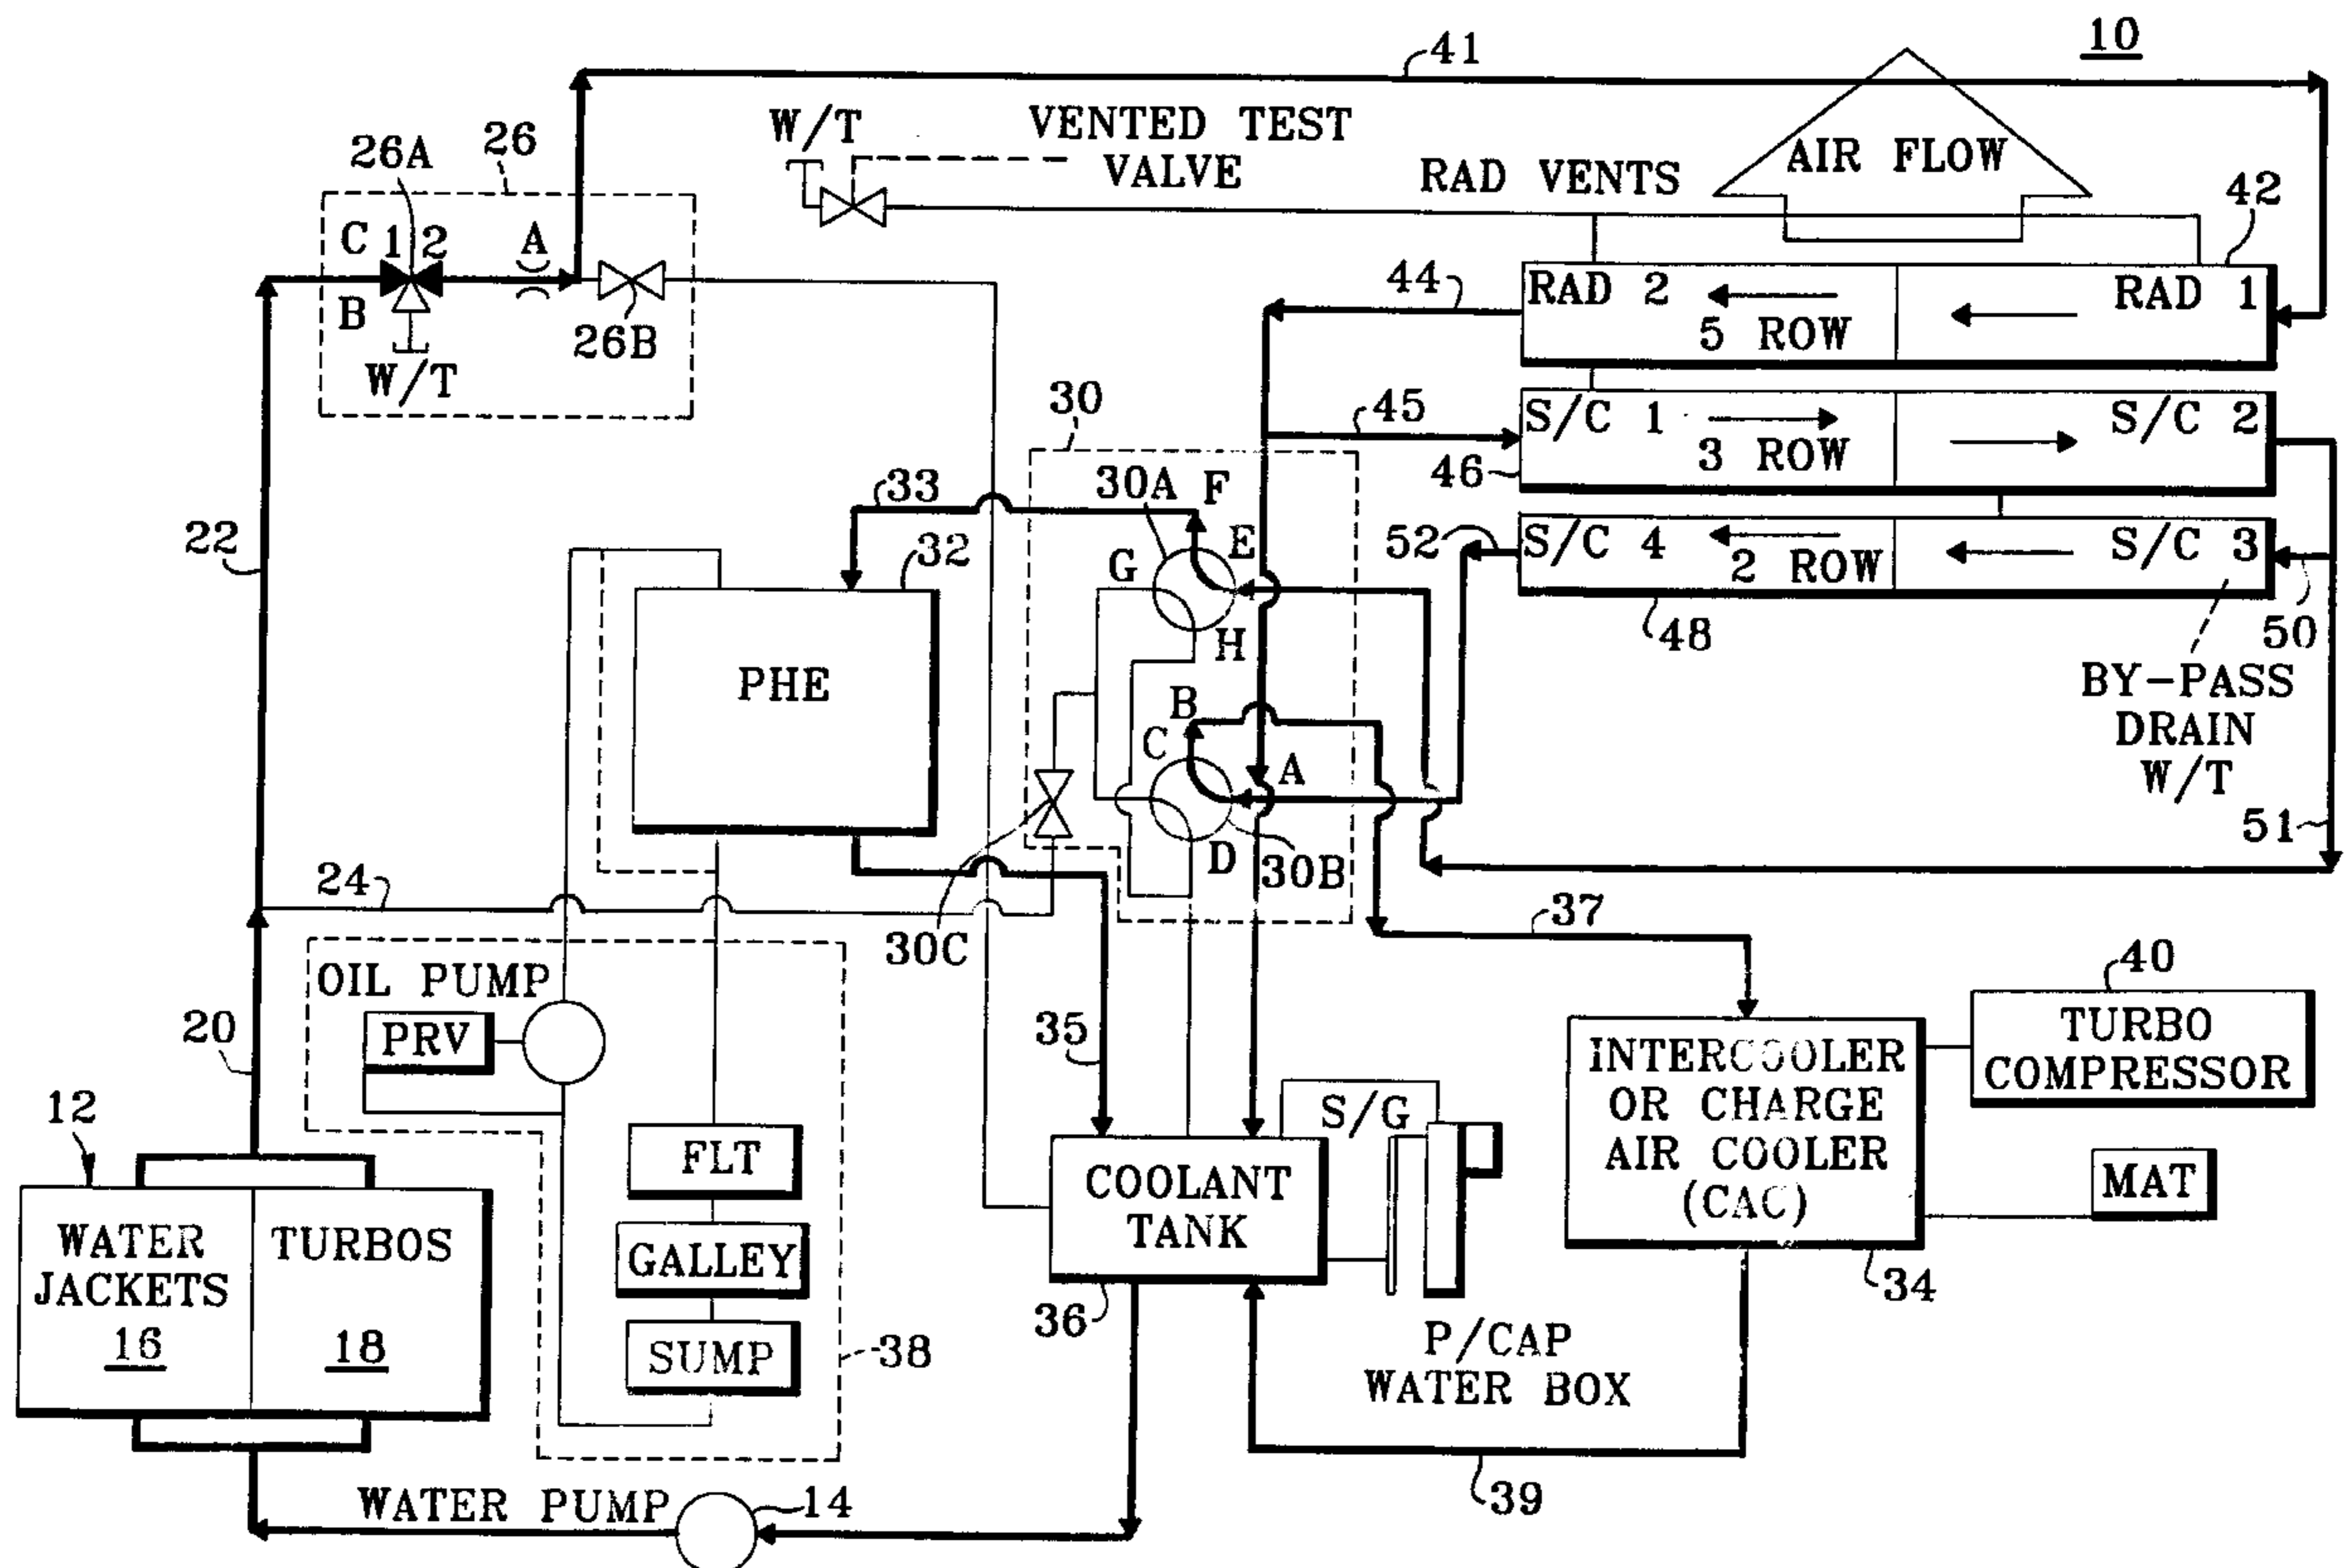 10
41
W/T
VENTED TEST
VALVE
AIR FLOW
RAD VENTS
26
26A
42
C 1 2
A
B
26B
W/T
44
RAD 2
RAD 1
5 ROW
30
45
S/C 1
S/C 2
3 ROW
46
33
30A
F
E
G
H
52
S/C 4
S/C 3
2 ROW
22
32
48
50
PHE
BY-PASS
DRAIN
W/T
B
C
A
D
30B
51
24
30C
37
OIL PUMP
PRV
20
35
40
TURBO
COMPRESSOR
INTERCOOLER
OR CHARGE
AIR COOLER
(CAC)
12
S/G
FLT
COOLANT
TANK
MAT
WATER
JACKETS
TURBOS
GALLEY
16
18
36
34
SUMP
38
P/CAP
WATER BOX
WATER PUMP
14
39